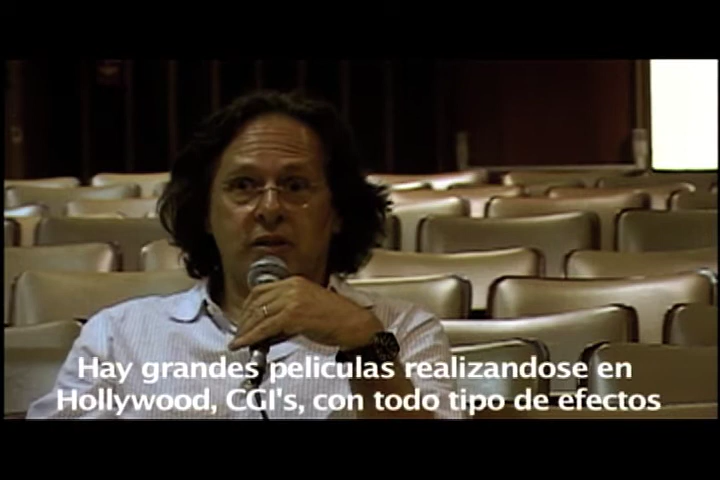 Hay grandes peliculas realizandose en
Hollywood, CGI's, con todo tipo de efectos